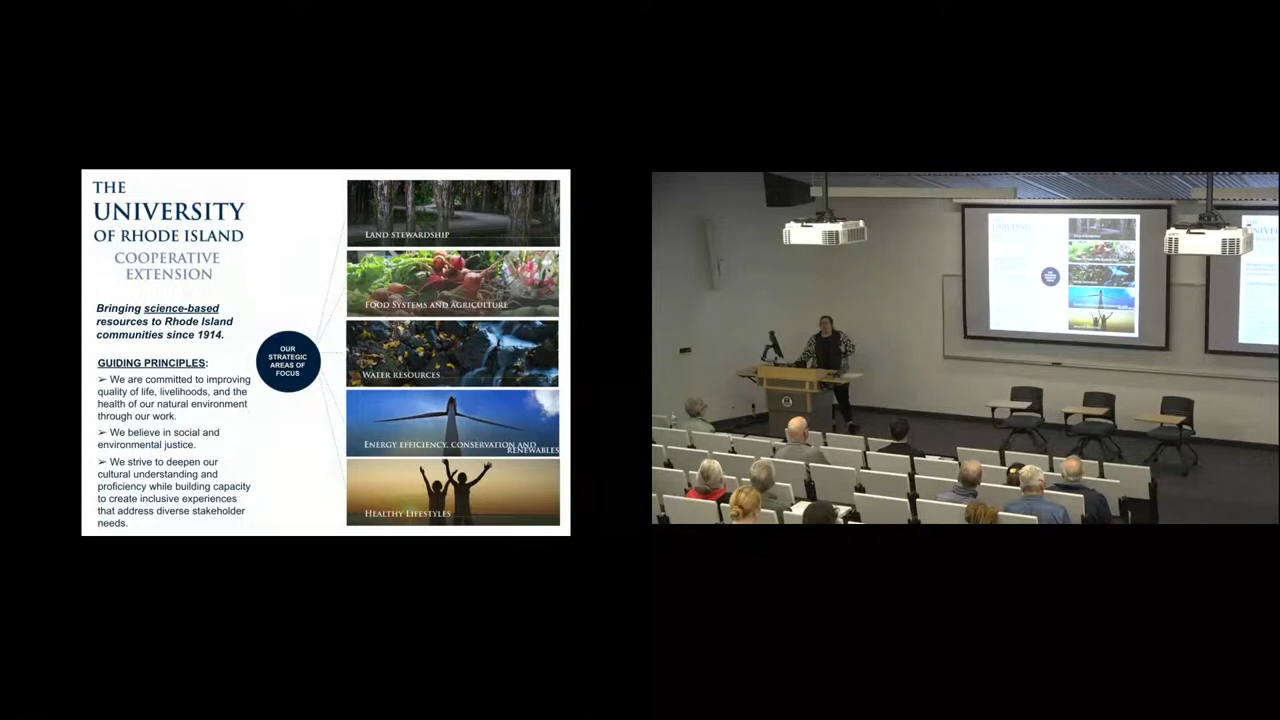 THE
UNIVERSITY
OF RHODE ISLAND
COOPERATIVE
EXTENSION
Bringing science-based
resources to Rhode Island
communities since 1914.
GUIDING PRINCIPLES:
➢ We are committed to improving
quality of life, livelihoods, and the
health of our natural environment
through our work.
➢ We believe in social and
environmental justice.
➢ We strive to deepen our
cultural understanding and
proficiency while building capacity
to create inclusive experiences
that address diverse stakeholder
needs.
OUR
STRATEGIC
AREAS OF
FOCUS
LAND STEWARDSHIP
FOOD SYSTEMS AND AGRICULTURE
WATER RESOURCES
ENERGY EFFICIENCY, CONSERVATION AND
RENEWABLES
HEALTHY LIFESTYLES